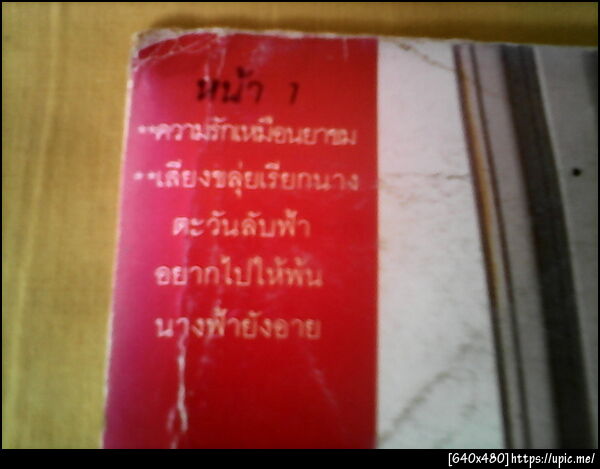 หน้า 1
**ความรักเหมือนยาขม
**เสียงขลุ่ยเรียกนาง
ตะวันลับฟ้า
อยากไปให้พ้น
นางฟ้ายังอาย
[640x480]https://upic.me/